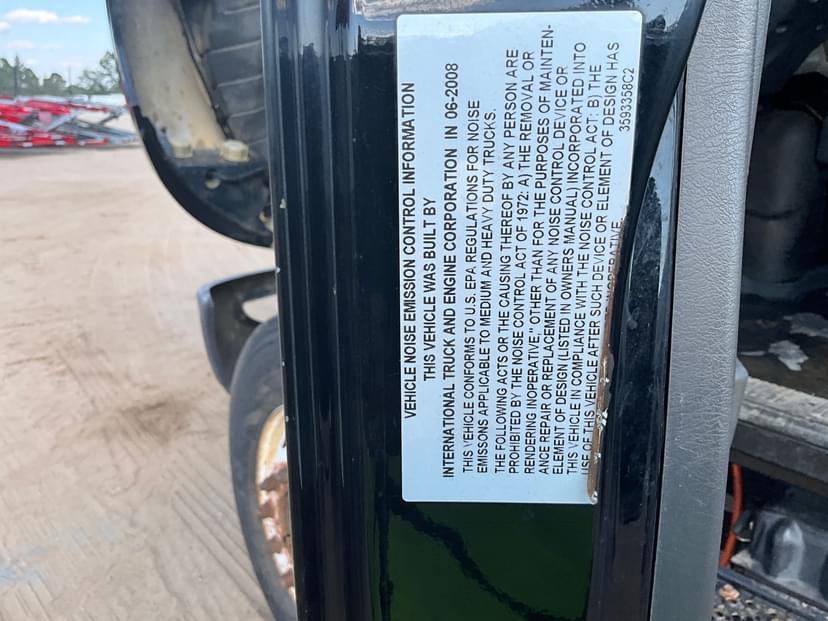 VEHICLE NOISE EMISSION CONTROL INFORMATION
THIS VEHICLE WAS BUILT BY
INTERNATIONAL TRUCK AND ENGINE CORPORATION IN 06-2008
THIS VEHICLE CONFORMS TO U.S. EPA REGULATIONS FOR NOISE
EMISSONS APPLICABLE TO MEDIUM AND HEAVY DUTY TRUCKS.
THE FOLLOWING ACTS OR THE CAUSING THEREOF BY ANY PERSON ARE
PROHIBITED BY THE NOISE CONTROL ACT OF 1972: A) THE REMOVAL OR
RENDERING INOPERATIVE," OTHER THAN FOR THE PURPOSES OF MAINTEN-
ANCE REPAIR OR REPLACEMENT OF ANY NOISE CONTROL DEVICE OR
ELEMENT OF DESIGN (LISTED IN OWNERS MANUAL) INCORPORATED INTO
THIS VEHICLE IN COMPLIANCE WITH THE NOISE CONTROL ACT: B) THE
USE OF THIS VEHICLE AFTER SUCH DEVICE OR ELEMENT OF DESIGN HAS
INOPERATIVE.
3593358C2